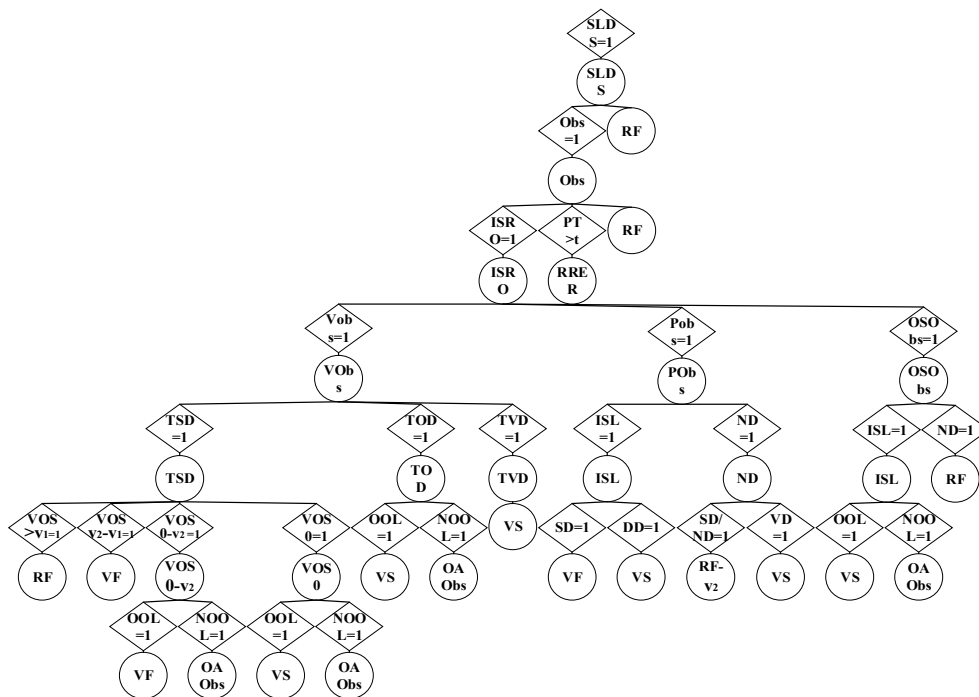 SLD
S=1
SLD
S
Obs
=1
RF
Obs
ISR
O=1
PT
>t
RF
ISR
O
RRE
R
Vob
s=1
Pob
s=1
OSO
bs=1
VOb
s
POb
s
OSO
bs
TSD
=1
TOD
=1
TVD
=1
ISL
=1
ND
=1
ISL=1
ND=1
TSD
TO
D
TVD
ISL
ND
ISL
RF
VOS
>v₁=1
VOS
v₂-v₁=1
VOS
0-v₂=1
VOS
0=1
OOL
=1
NOO
L=1
VS
SD=1
DD=1
SD/
ND=1
VD
=1
OOL
=1
NOO
L=1
RF
VF
VOS
0-v₂
VOS
0
VS
OA
Obs
VF
VS
RF-
v₂
VS
VS
OA
Obs
OOL
=1
NOO
L=1
OOL
=1
NOO
L=1
VF
OA
Obs
VS
OA
Obs